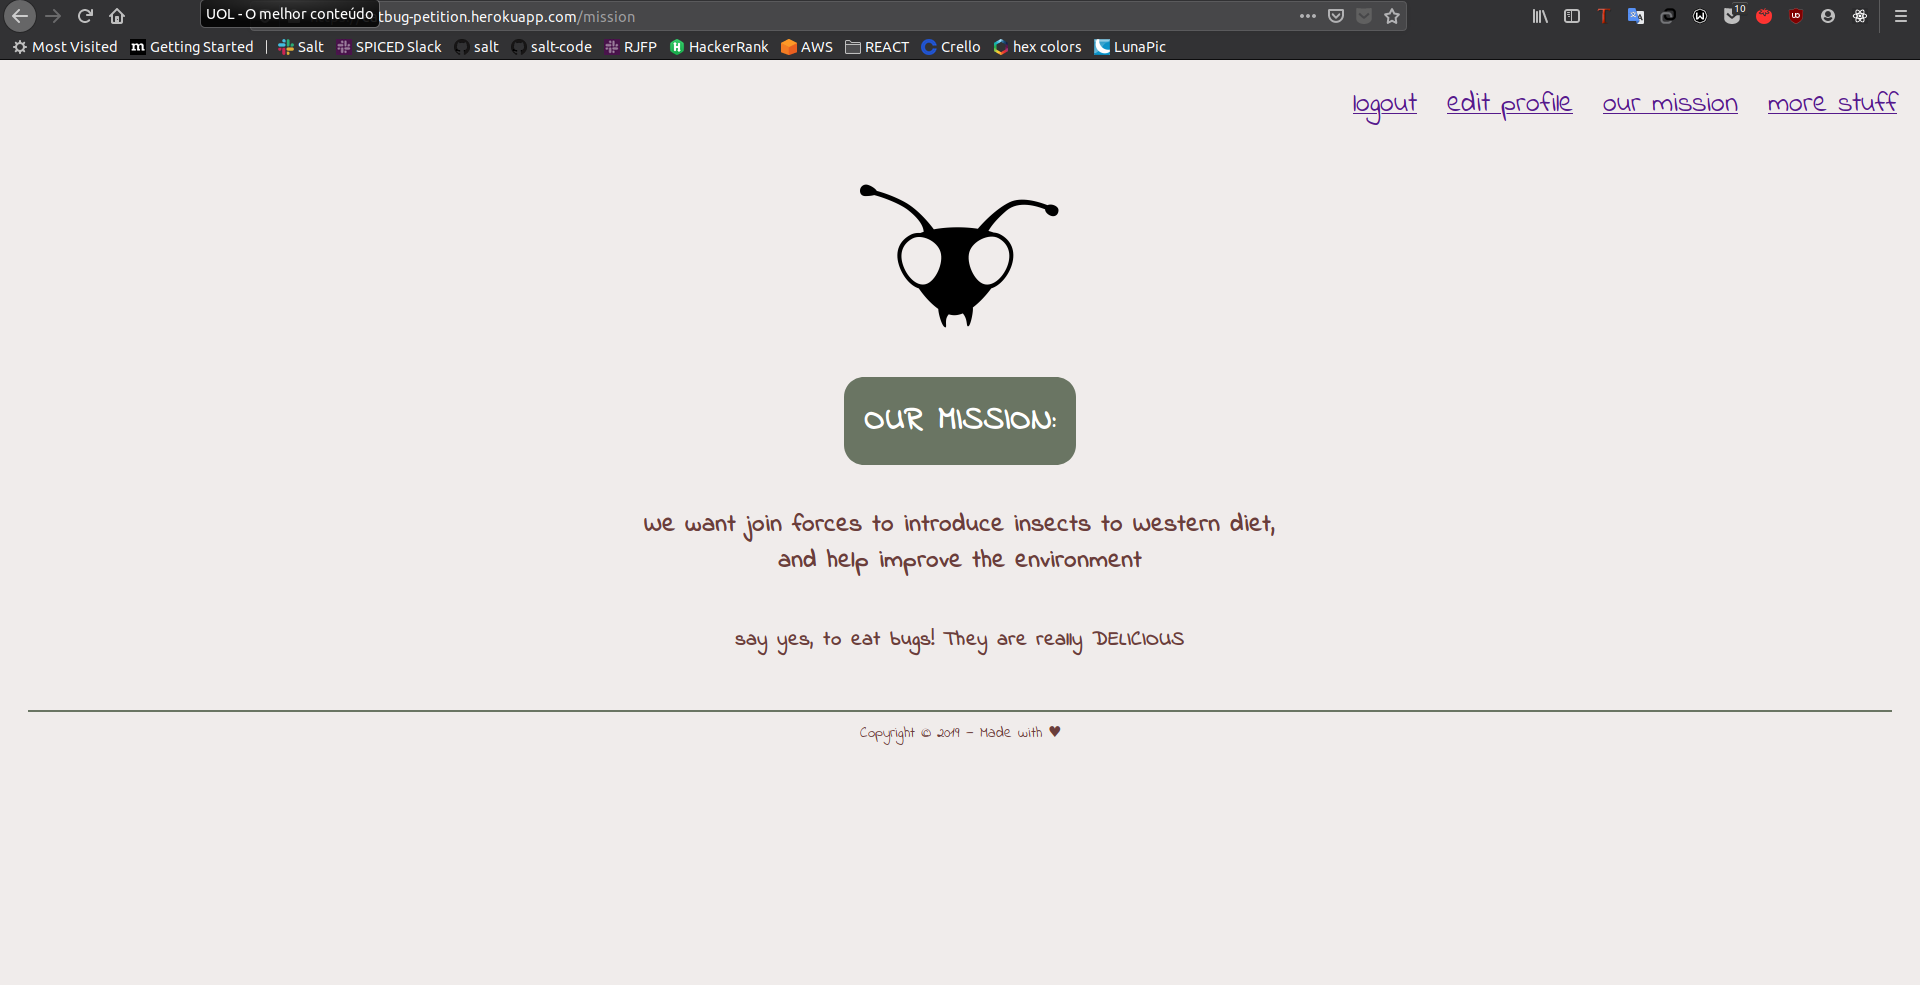 UOL - O melhor conteúdo
tbug-petition.herokuapp.com/mission
10
Most Visited
Getting Started
Salt
SPICED Slack
salt
salt-code
RJFP
HackerRank
AWS
REACT
Crello
hex colors
LunaPic
logout edit profile our mission more stuff
OUR MISSION:
We want join forces to introduce insects to Western diet,
and help improve the environment
say yes, to eat bugs! They are really DELICIOUS
Copyright © 2019 - Made with ♥